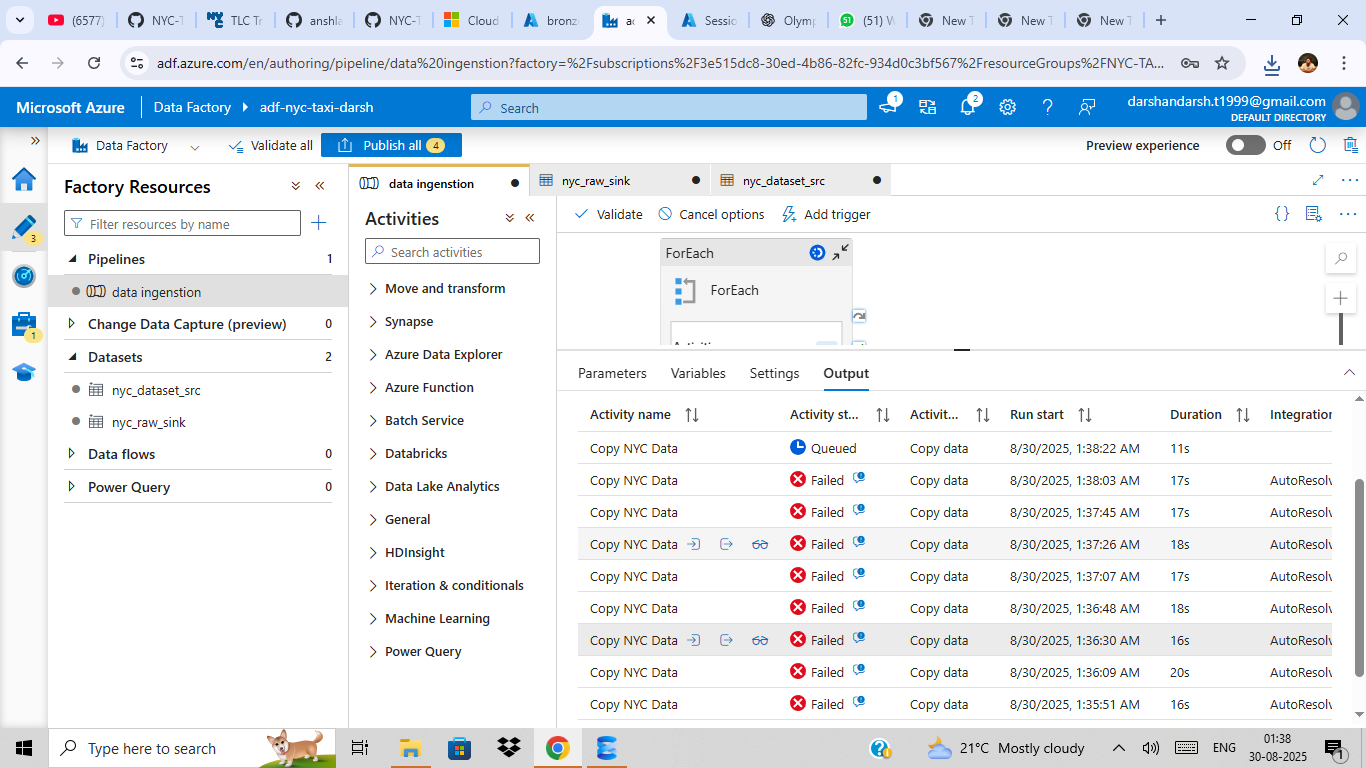 (6577)
NYC-T
TLC Tr
anshla
NYC-T
Cloud
bronz
ad
Sessio
Olymp
(51) W
New T
New T
New T
adf.azure.com/en/authoring/pipeline/data%20ingenstion?factory=%2Fsubscriptions%2F3e515dc8-30ed-4b86-82fc-934d0c3bf567%2FresourceGroups%2FNYC-TA...
Microsoft Azure
Data Factory
adf-nyc-taxi-darsh
Search
1
2
darshandarsh.t1999@gmail.com
DEFAULT DIRECTORY
Data Factory
Validate all
Publish all 4
Preview experience
Off
Factory Resources
data ingenstion
nyc_raw_sink
nyc_dataset_src
Activities
Validate
Cancel options
Add trigger
Filter resources by name
3
Search activities
ForEach
ForEach
Activities
Pipelines 1
data ingenstion
Change Data Capture (preview) 0
Datasets 2
nyc_dataset_src
nyc_raw_sink
Data flows 0
Power Query 0
1
Move and transform
Synapse
Azure Data Explorer
Azure Function
Batch Service
Databricks
Data Lake Analytics
General
HDInsight
Iteration & conditionals
Machine Learning
Power Query
Parameters
Variables
Settings
Output
Activity name Activity st... Activit... Run start Duration Integration
Copy NYC Data Queued Copy data 8/30/2025, 1:38:22 AM 11s
Copy NYC Data Failed Copy data 8/30/2025, 1:38:03 AM 17s AutoResolv
Copy NYC Data Failed Copy data 8/30/2025, 1:37:45 AM 17s AutoResolv
Copy NYC Data Failed Copy data 8/30/2025, 1:37:26 AM 18s AutoResolv
Copy NYC Data Failed Copy data 8/30/2025, 1:37:07 AM 17s AutoResolv
Copy NYC Data Failed Copy data 8/30/2025, 1:36:48 AM 18s AutoResolv
Copy NYC Data Failed Copy data 8/30/2025, 1:36:30 AM 16s AutoResolv
Copy NYC Data Failed Copy data 8/30/2025, 1:36:09 AM 20s AutoResolv
Copy NYC Data Failed Copy data 8/30/2025, 1:35:51 AM 16s AutoResolv
Type here to search
21°C Mostly cloudy
ENG
01:38
30-08-2025
1